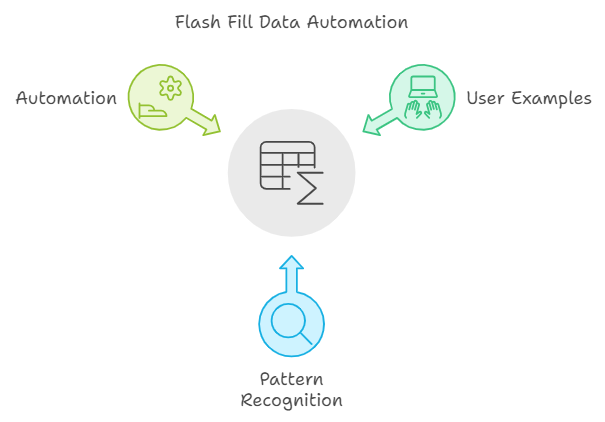 Flash Fill Data Automation
Automation
User Examples
Pattern
Recognition